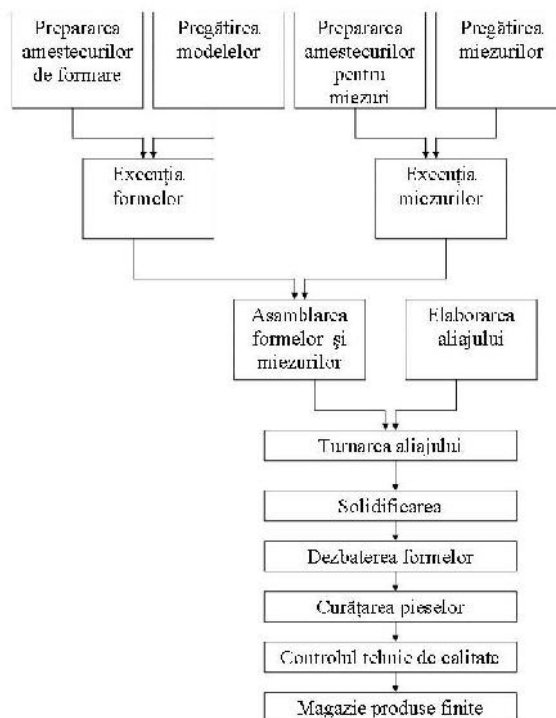 Prepararea
amestecurilor
de formare
Pregătirea
modelelor
Prepararea
amestecurilor
pentru
miezuri
Pregătirea
miezurilor
Execuția
formelor
Execuția
miezurilor
Asamblarea
formelor și
miezurilor
Elaborarea
aliajului
Turnarea aliajului
Solidificarea
Dezbaterea formelor
Curățarea pieselor
Controlul tehnic de calitate
Magazie produse finite